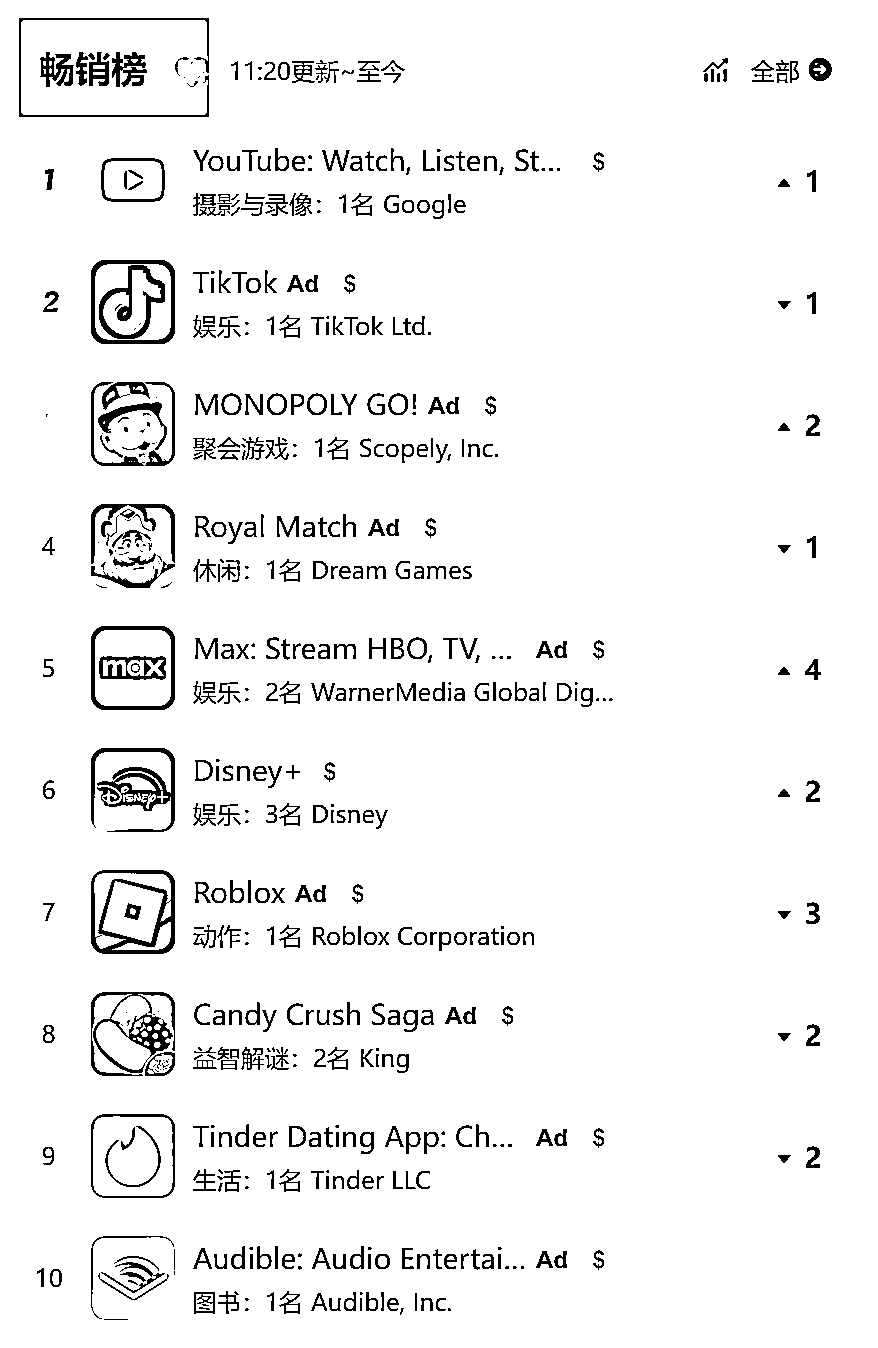 畅销榜 11:20更新~至今 全部
1 YouTube: Watch, Listen, St... $ ▲ 1
摄影与录像：1名 Google
2 TikTok Ad $ ▼ 1
娱乐：1名 TikTok Ltd.
MONOPOLY GO! Ad $ ▲ 2
聚会游戏：1名 Scopely, Inc.
4 Royal Match Ad $ ▼ 1
休闲：1名 Dream Games
5 max Max: Stream HBO, TV, ... Ad $ ▲ 4
娱乐：2名 WarnerMedia Global Dig...
6 Disney+ Disney+ $ ▲ 2
娱乐：3名 Disney
7 Roblox Ad $ ▼ 3
动作：1名 Roblox Corporation
8 Candy Crush Saga Ad $ ▼ 2
益智解谜：2名 King
9 Tinder Dating App: Ch... Ad $ ▼ 2
生活：1名 Tinder LLC
10 Audible: Audio Entertai... Ad $
图书：1名 Audible, Inc.